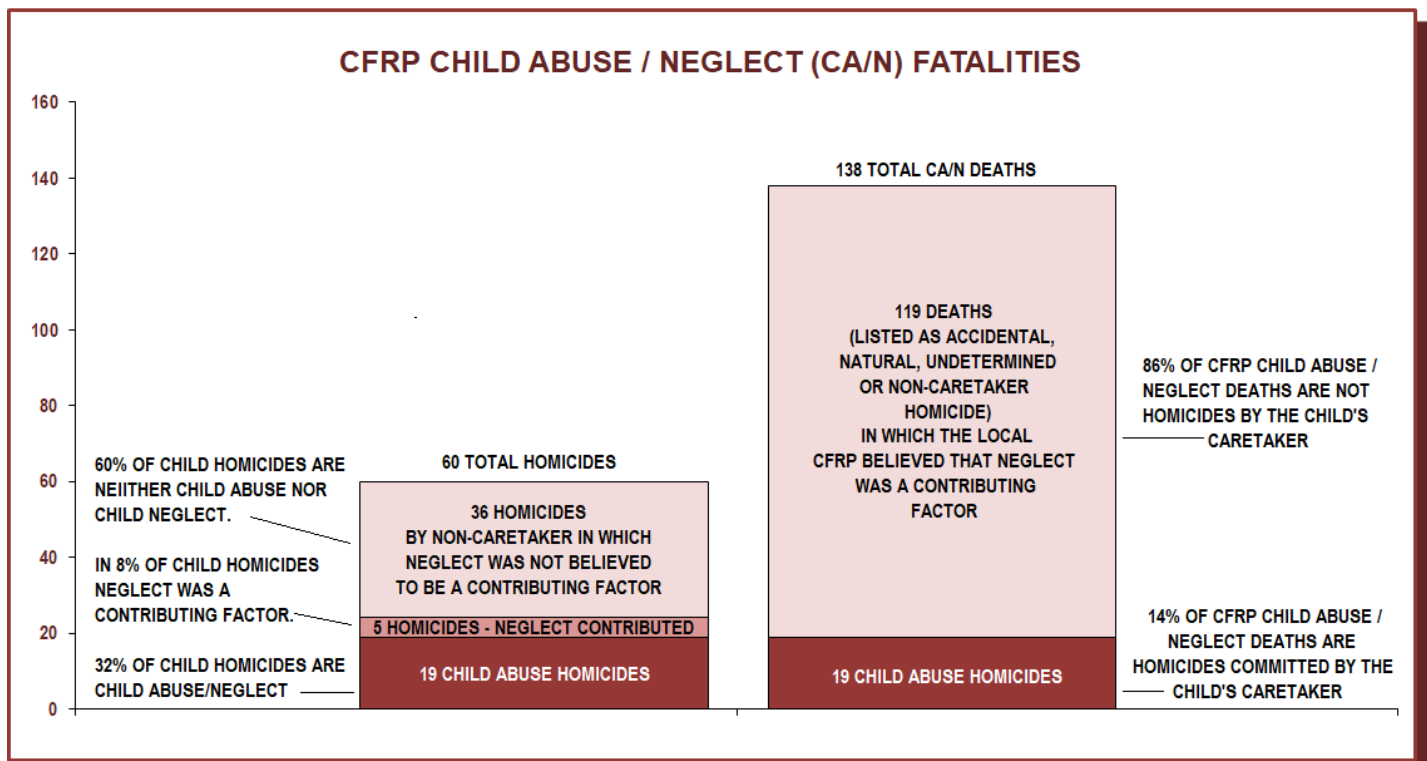 CFRP CHILD ABUSE / NEGLECT (CA/N) FATALITIES
160
140
120
100
80
60
40
20
0
60% OF CHILD HOMICIDES ARE
NEIITHER CHILD ABUSE NOR
CHILD NEGLECT.
IN 8% OF CHILD HOMICIDES
NEGLECT WAS A
CONTRIBUTING FACTOR.
32% OF CHILD HOMICIDES ARE
CHILD ABUSE/NEGLECT
60 TOTAL HOMICIDES
36 HOMICIDES
BY NON-CARETAKER IN WHICH
NEGLECT WAS NOT BELIEVED
TO BE A CONTRIBUTING FACTOR
5 HOMICIDES - NEGLECT CONTRIBUTED
19 CHILD ABUSE HOMICIDES
138 TOTAL CA/N DEATHS
119 DEATHS
(LISTED AS ACCIDENTAL,
NATURAL, UNDETERMINED
OR NON-CARETAKER
HOMICIDE)
IN WHICH THE LOCAL
CFRP BELIEVED THAT NEGLECT
WAS A CONTRIBUTING
FACTOR
19 CHILD ABUSE HOMICIDES
86% OF CFRP CHILD ABUSE /
NEGLECT DEATHS ARE NOT
HOMICIDES BY THE CHILD'S
CARETAKER
14% OF CFRP CHILD ABUSE /
NEGLECT DEATHS ARE
HOMICIDES COMMITTED BY THE
CHILD'S CARETAKER